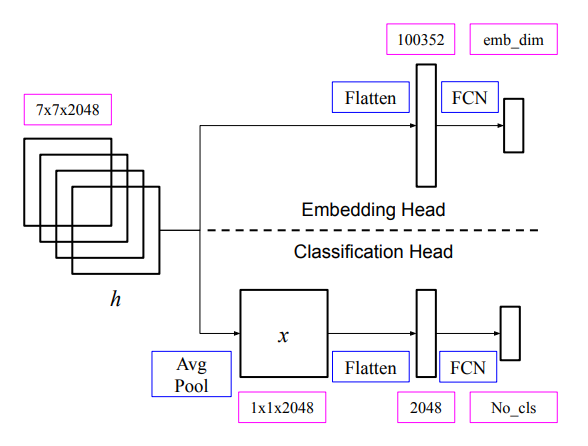 100352
emb_dim
7x7x2048
Flatten
FCN
Embedding Head
Classification Head
h
x
Avg
Pool
Flatten
FCN
1x1x2048
2048
No_cls